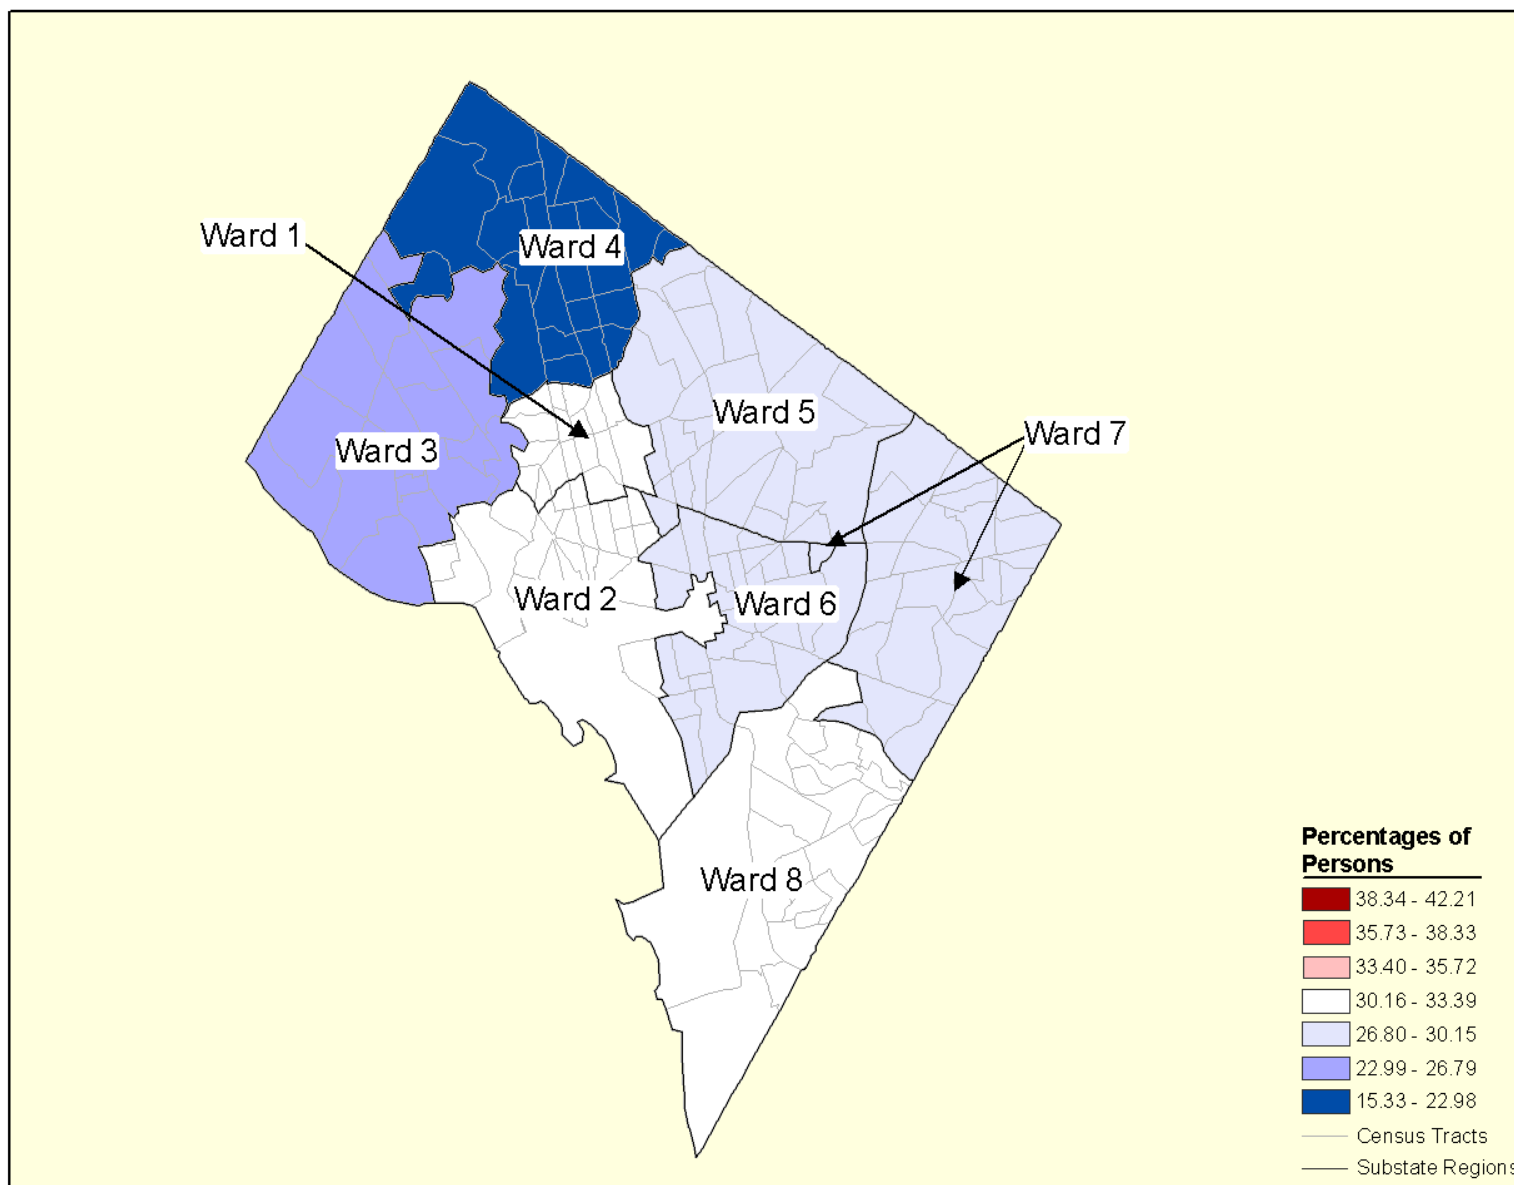 Ward 1
Ward 4
Ward 5
Ward 7
Ward 3
Ward 2
Ward 6
Ward 8
Percentages of
Persons
38.34 - 42.21
35.73 - 38.33
33.40 - 35.72
30.16 - 33.39
26.80 - 30.15
22.99 - 26.79
15.33 - 22.98
Census Tracts
Substate Regions